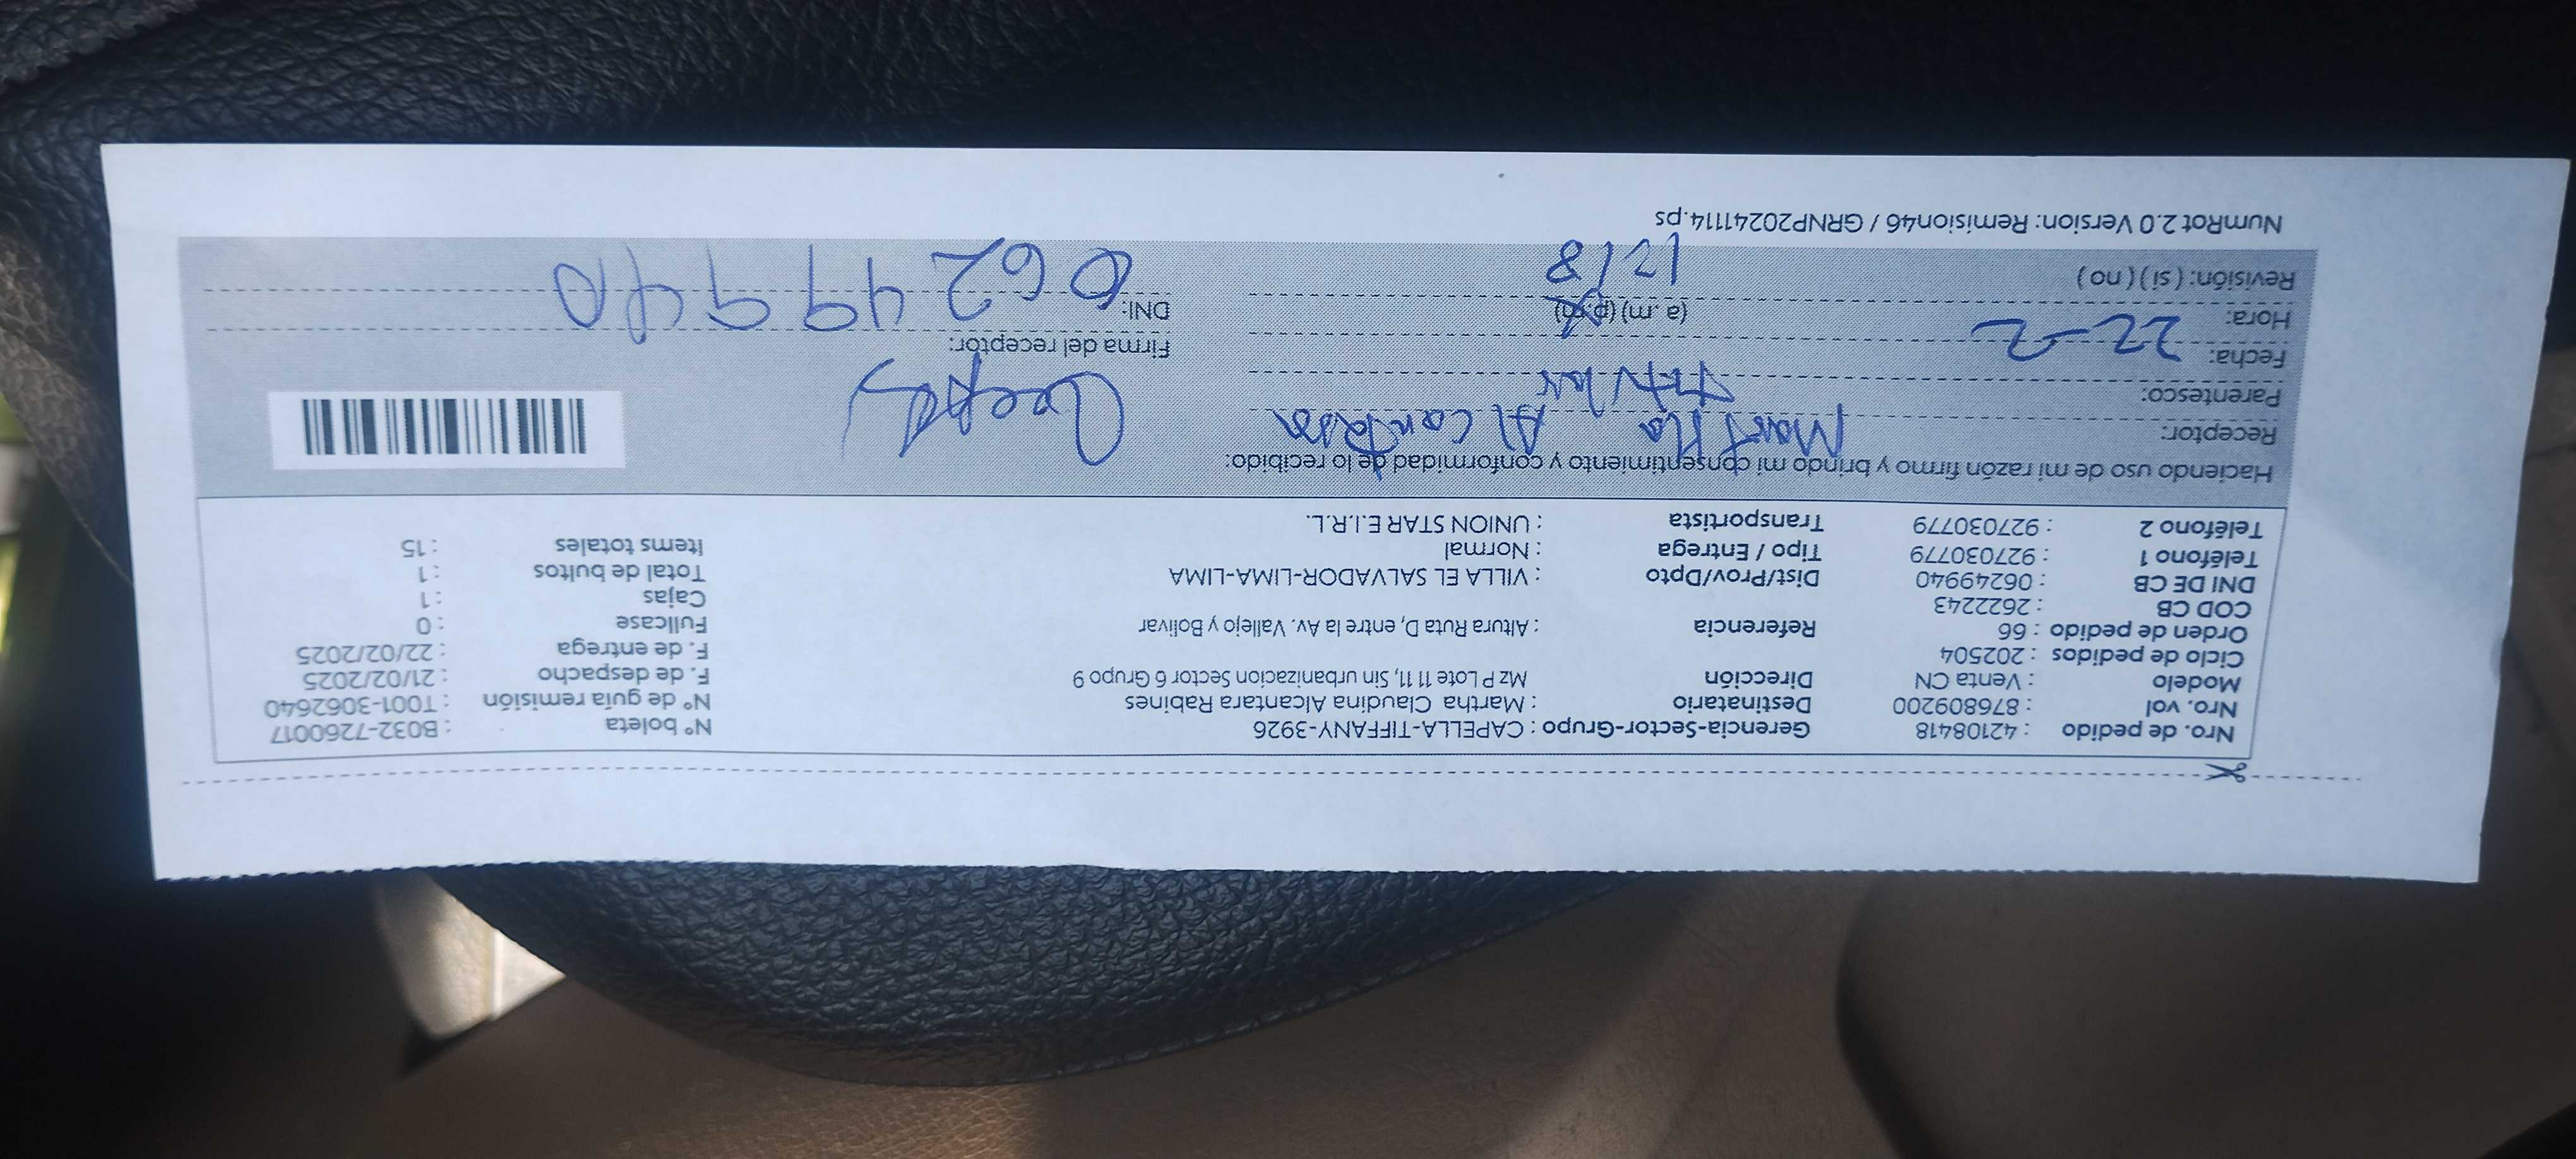 Nro. de pedido : 42108418 Gerencia-Sector-Grupo : CAPELLA-TIFFANY-3926 N° boleta : B032-7260017
Nro. vol : 876809200 Destinatario : Martha Claudina Alcantara Rabines N° de guía remisión : T001-3062640
Modelo : Venta CN Dirección Mz P Lote 11 11, Sin urbanizacion Sector 6 Grupo 9 F. de despacho : 21/02/2025
Ciclo de pedidos : 202504 F. de entrega : 22/02/2025
Orden de pedido : 66 Referencia : Altura Ruta D, entre la Av. Vallejo y Bolivar Fullcase : 0
COD CB : 2622243 Cajas : 1
DNI DE CB : 06249940 Dist/Prov/Dpto : VILLA EL SALVADOR-LIMA-LIMA Total de bultos : 1
Teléfono 1 : 927030779 Tipo / Entrega : Normal Items totales : 15
Teléfono 2 : 927030779 Transportista : UNION STAR E.I.R.L.
Haciendo uso de mi razón firmo y brindo mi consentimiento y conformidad de lo recibido:
Receptor: Martha Alcantara
Parentesco: titular
Fecha: 22-2 Firma del receptor:
Hora: (a. m) (p. m) DNI: 06249940
12/8
Revisión: ( si ) ( no )
NumRot 2.0 Version: Remision46 / GRNP20241114.ps